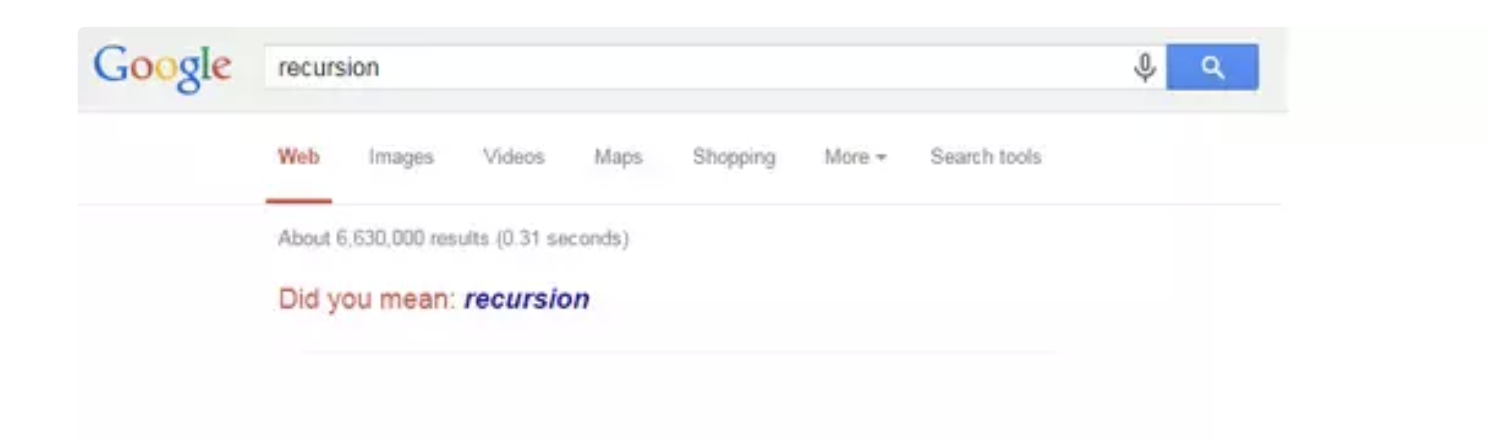 Google recursion
Web Images Videos Maps Shopping More Search tools
About 6,630,000 results (0.31 seconds)
Did you mean: recursion